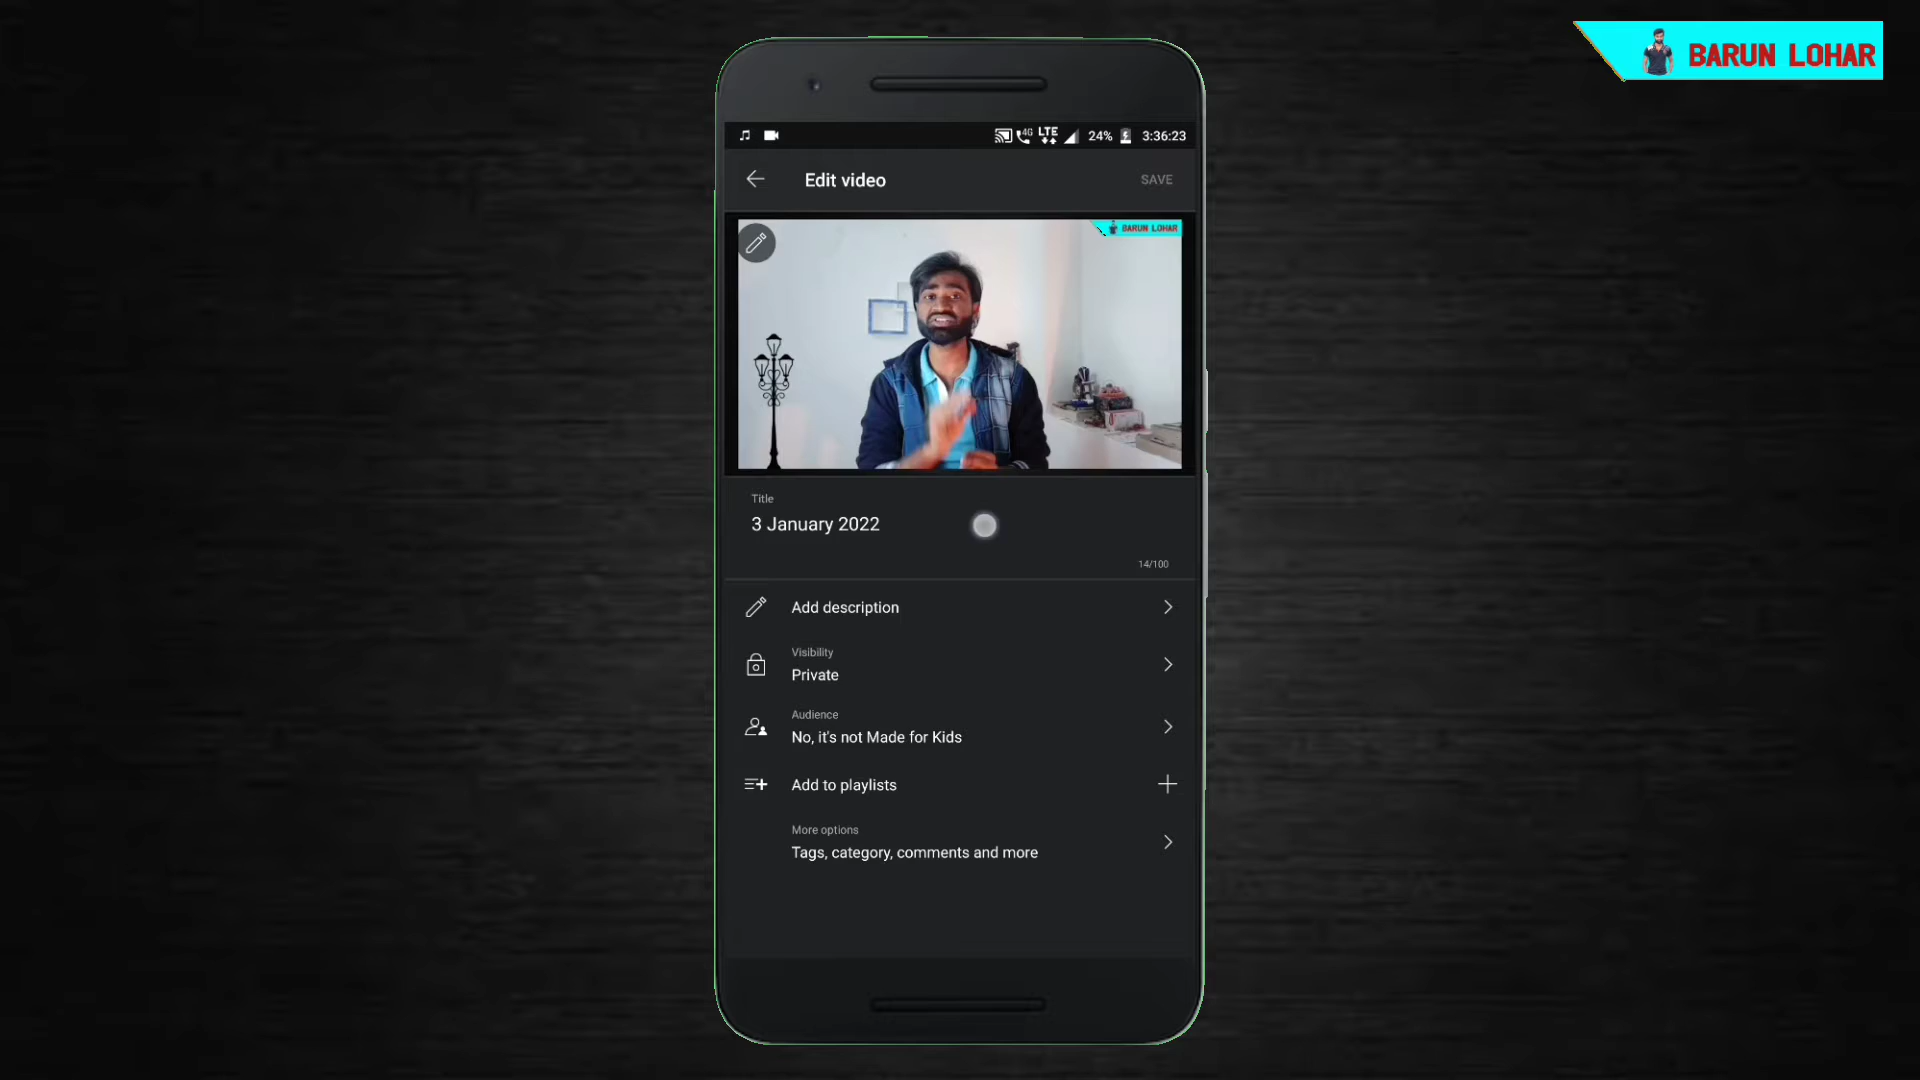 BARUN LOHAR
4G LTE 24% 3:36:23
Edit video SAVE
BARUN LOHAR
Title
3 January 2022
14/100
Add description
Visibility
Private
Audience
No, it's not Made for Kids
Add to playlists
More options
Tags, category, comments and more